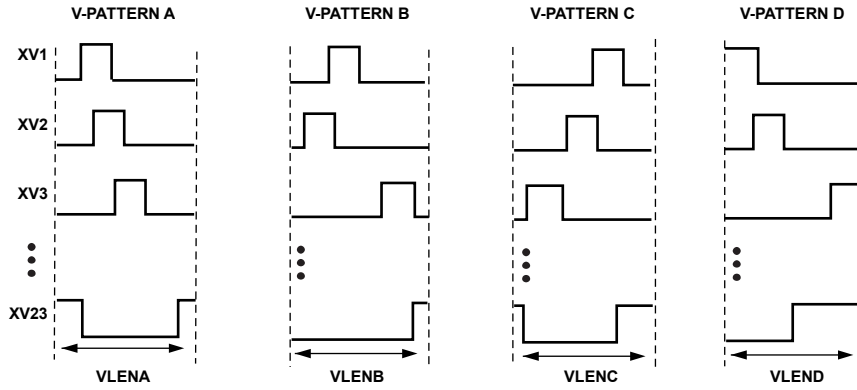 V-PATTERN A
V-PATTERN B
V-PATTERN C
V-PATTERN D
XV1
XV2
XV3
XV23
VLENA
VLENB
VLENC
VLEND